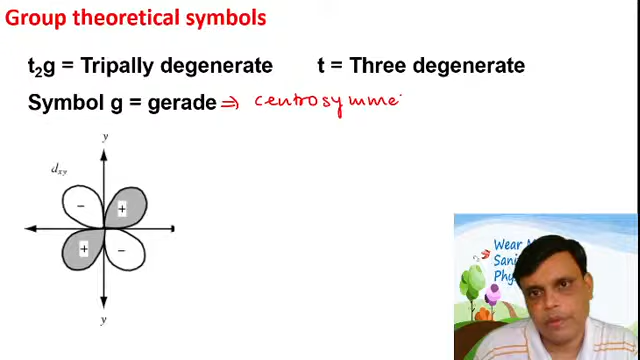 Group theoretical symbols
t₂g = Tripally degenerate t = Three degenerate
Symbol g = gerade ⇒ centrosymme
y
dxy
− +
+ −
y
Wear
Sani
Phy